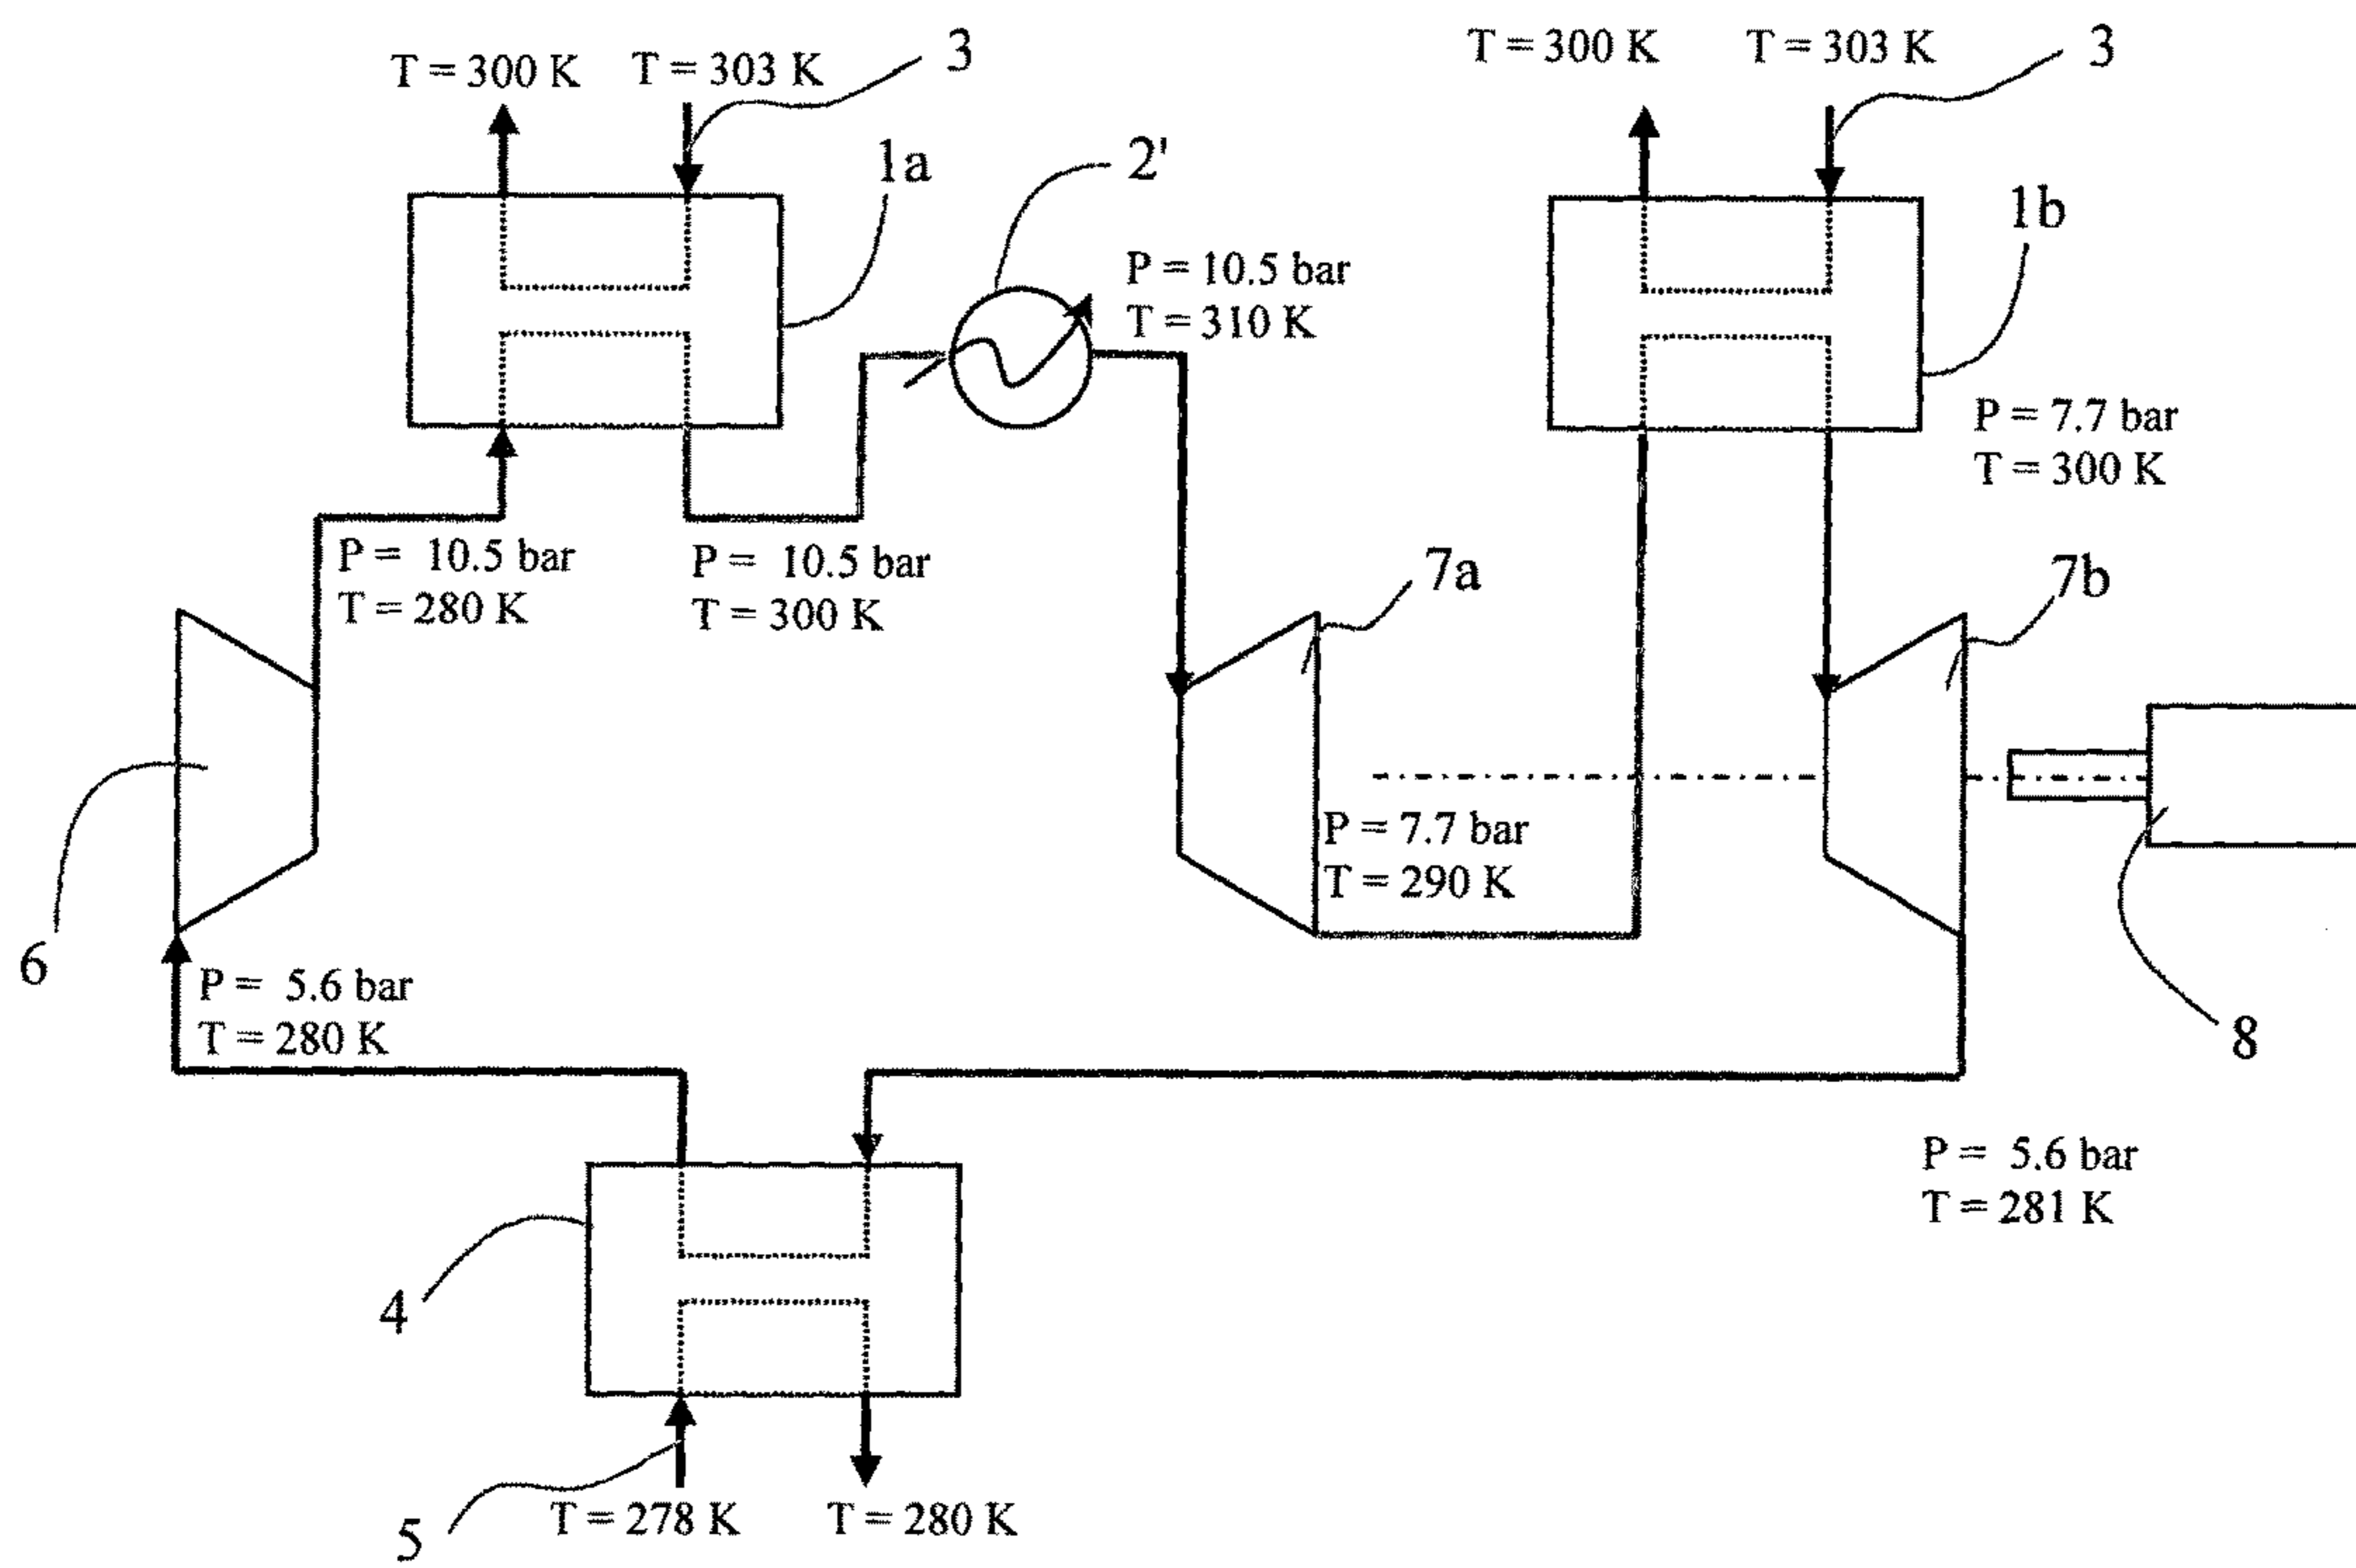 T = 300 K
T = 303 K
3
T = 300 K
T = 303 K
3
1a
2'
1b
P = 10.5 bar
T = 310 K
P = 7.7 bar
T = 300 K
P = 10.5 bar
T = 280 K
P = 10.5 bar
T = 300 K
7a
7b
P = 7.7 bar
T = 290 K
6
P = 5.6 bar
T = 280 K
8
P = 5.6 bar
T = 281 K
4
5
T = 278 K
T = 280 K